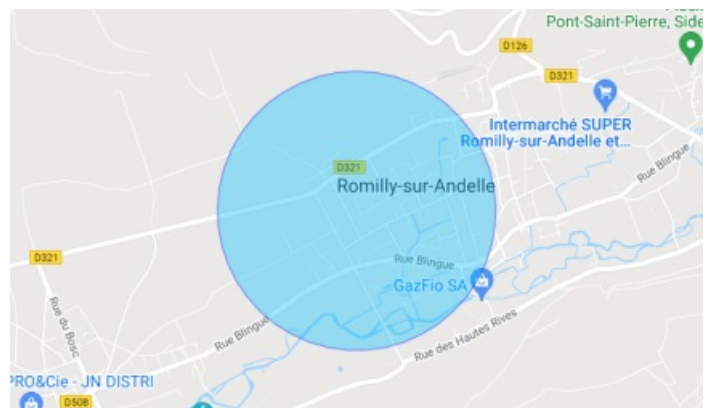 Pont-Saint-Pierre, Side
D126
D321
Intermarché SUPER
Romilly-sur-Andelle et...
D321
Romilly-sur-Andelle
Rue Blingue
D321
Rue Blingue
GazFio SA
Rue du Bosc
Rue Blingue
Rue des Hautes Rives
PRO&Cie - JN DISTRI
D508